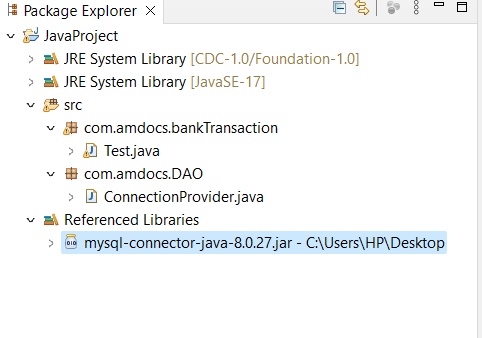 Package Explorer
JavaProject
JRE System Library [CDC-1.0/Foundation-1.0]
JRE System Library [JavaSE-17]
src
com.amdocs.bankTransaction
Test.java
com.amdocs.DAO
ConnectionProvider.java
Referenced Libraries
mysql-connector-java-8.0.27.jar - C:\Users\HP\Desktop